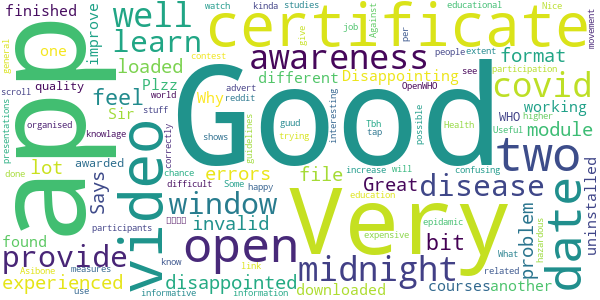 kinda studies
watch educational Nice
finished well certificate
job Against
improve
one learn awareness
loaded different format
general
movement
give per extent
contest people see
covid
scroll quality feel Why Disappointing participation
presentations
Plzz world advert reddit OpenWHO
app Good two
organised Sir stuff
knowlage
awarded correctly
shows guud trying
interesting
Tbh tap possible
Health WHO working
Useful higher
module
done lot errors guidelines
chance increase will confusing
video
Says participants difficult Some happy
file Great disease
education
date
uninstalled
window Very bit
found invalid
epidamic
What expensive problem
hazardous
provide open midnight
measures
Asibone know link courses another related
experienced disappointed downloaded
use informative information